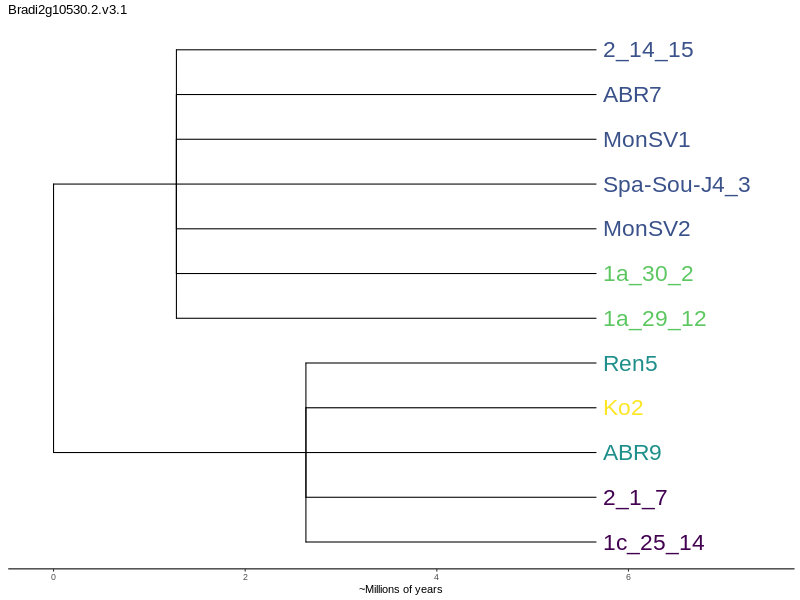 Bradi2g10530.2.v3.1
2_14_15
ABR7
MonSV1
Spa-Sou-J4_3
MonSV2
1a_30_2
1a_29_12
Ren5
Ko2
ABR9
2_1_7
1c_25_14
0 2 4 6
~Millions of years